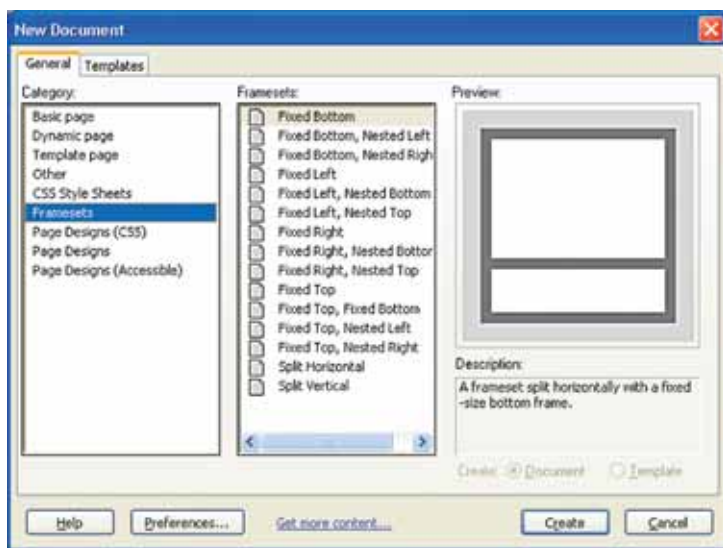 New Document
General Templates
Category:
Basic page
Dynamic page
Template page
Other
CSS Style Sheets
Framesets
Page Designs (CSS)
Page Designs
Page Designs (Accessible)
Framesets:
Fixed Bottom
Fixed Bottom, Nested Left
Fixed Bottom, Nested Righ
Fixed Left
Fixed Left, Nested Bottom
Fixed Left, Nested Top
Fixed Right
Fixed Right, Nested Bottor
Fixed Right, Nested Top
Fixed Top
Fixed Top, Fixed Bottom
Fixed Top, Nested Left
Fixed Top, Nested Right
Split Horizontal
Split Vertical
Preview:
Description:
A frameset split horizontally with a fixed
-size bottom frame.
Create: Document Template
Help Preferences... Get more content... Create Cancel